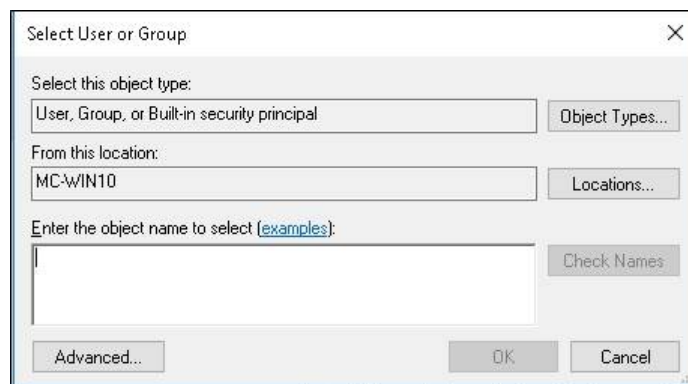 Select User or Group
Select this object type:
User, Group, or Built-in security principal
Object Types...
From this location:
MC-WIN10
Locations...
Enter the object name to select (examples):
Check Names
Advanced...
OK
Cancel